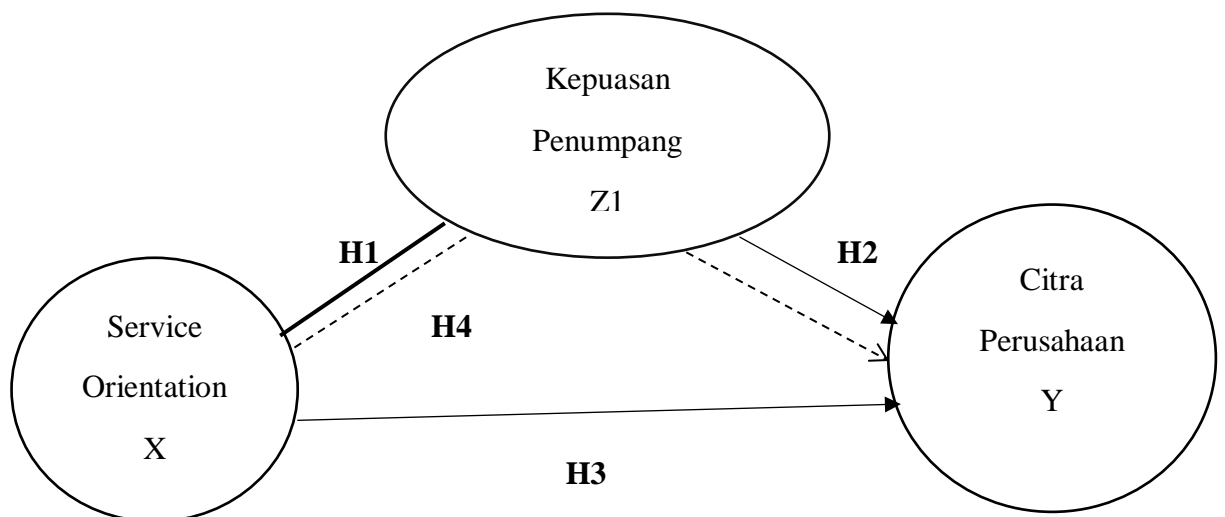 Kepuasan
Penumpang
Z1
H1
H2
H4
Service
Orientation
X
Citra
Perusahaan
Y
H3